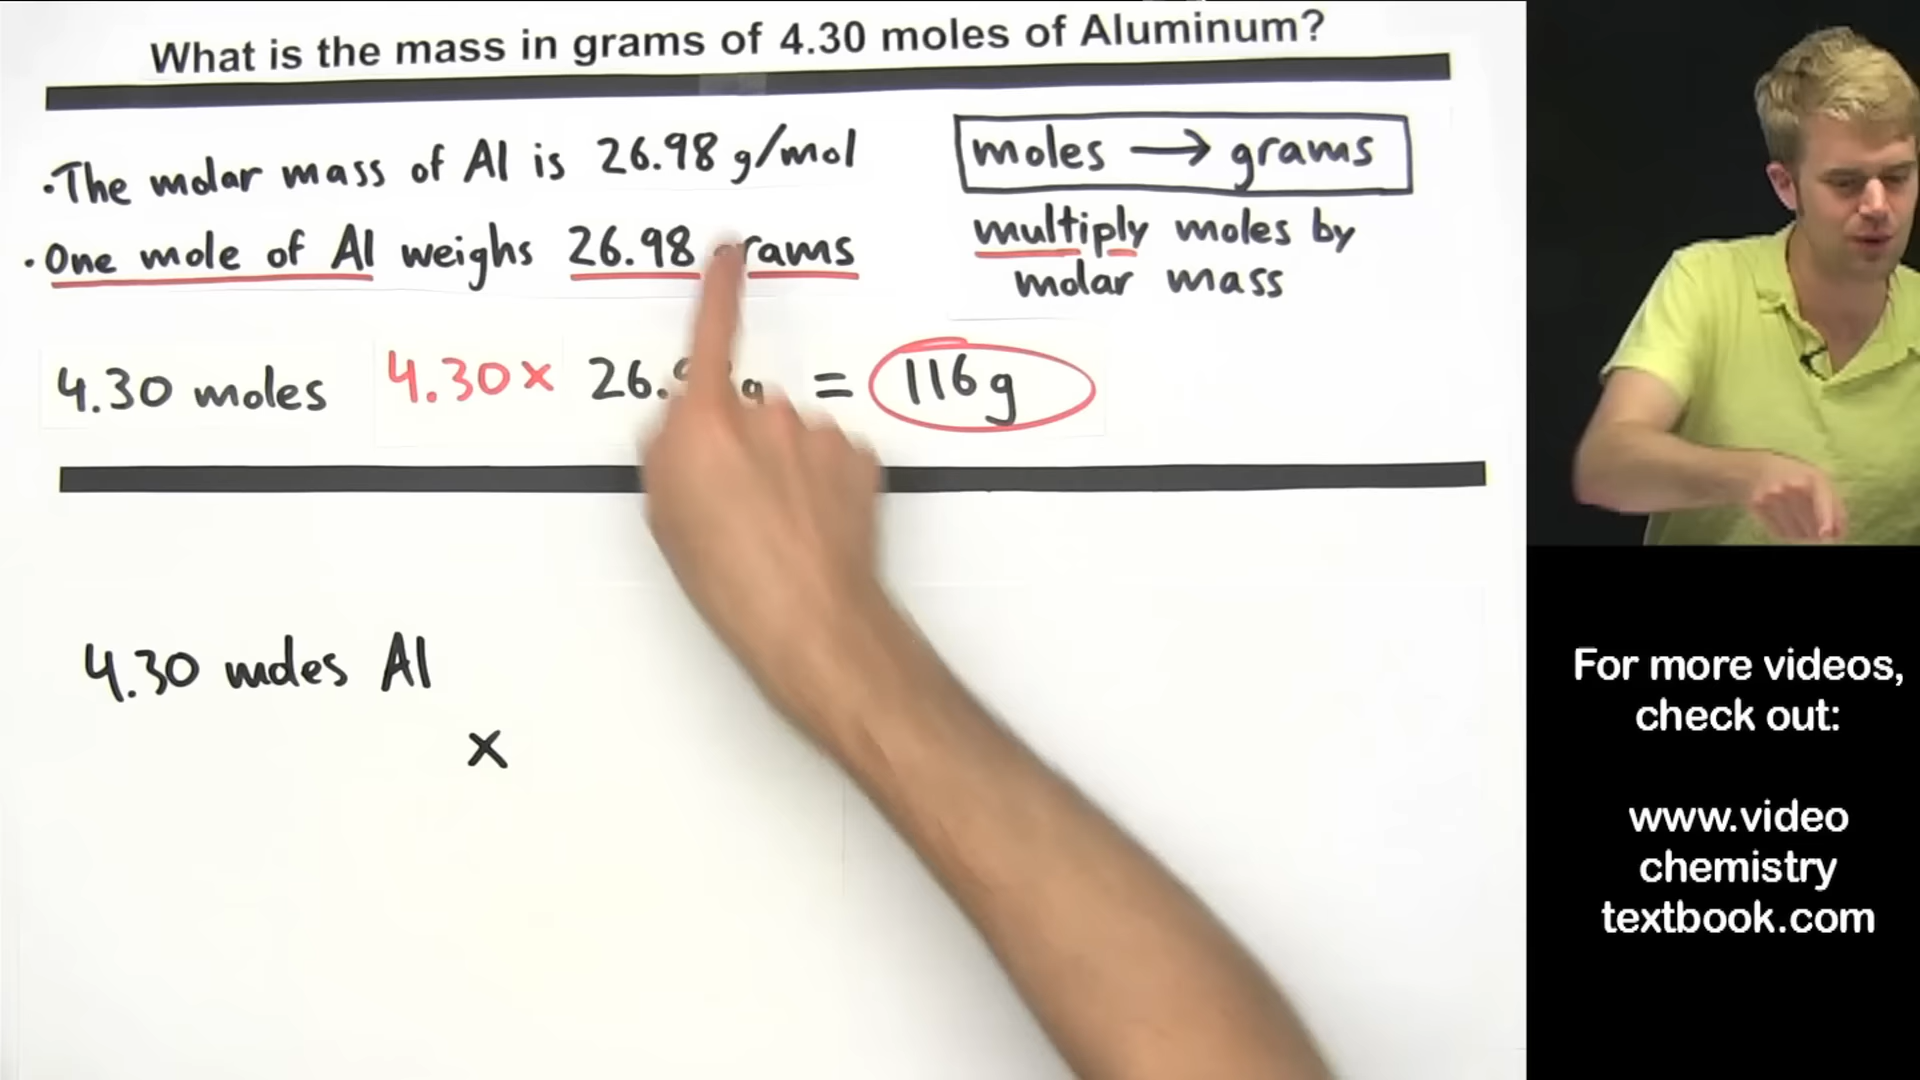 What is the mass in grams of 4.30 moles of Aluminum?
• The molar mass of Al is 26.98 g/mol
• One mole of Al weighs 26.98 grams
moles → grams
multiply moles by
molar mass
4.30 moles 4.30 x g = 116 g
4.30 moles Al
x
For more videos,
check out:
www.video
chemistry
textbook.com